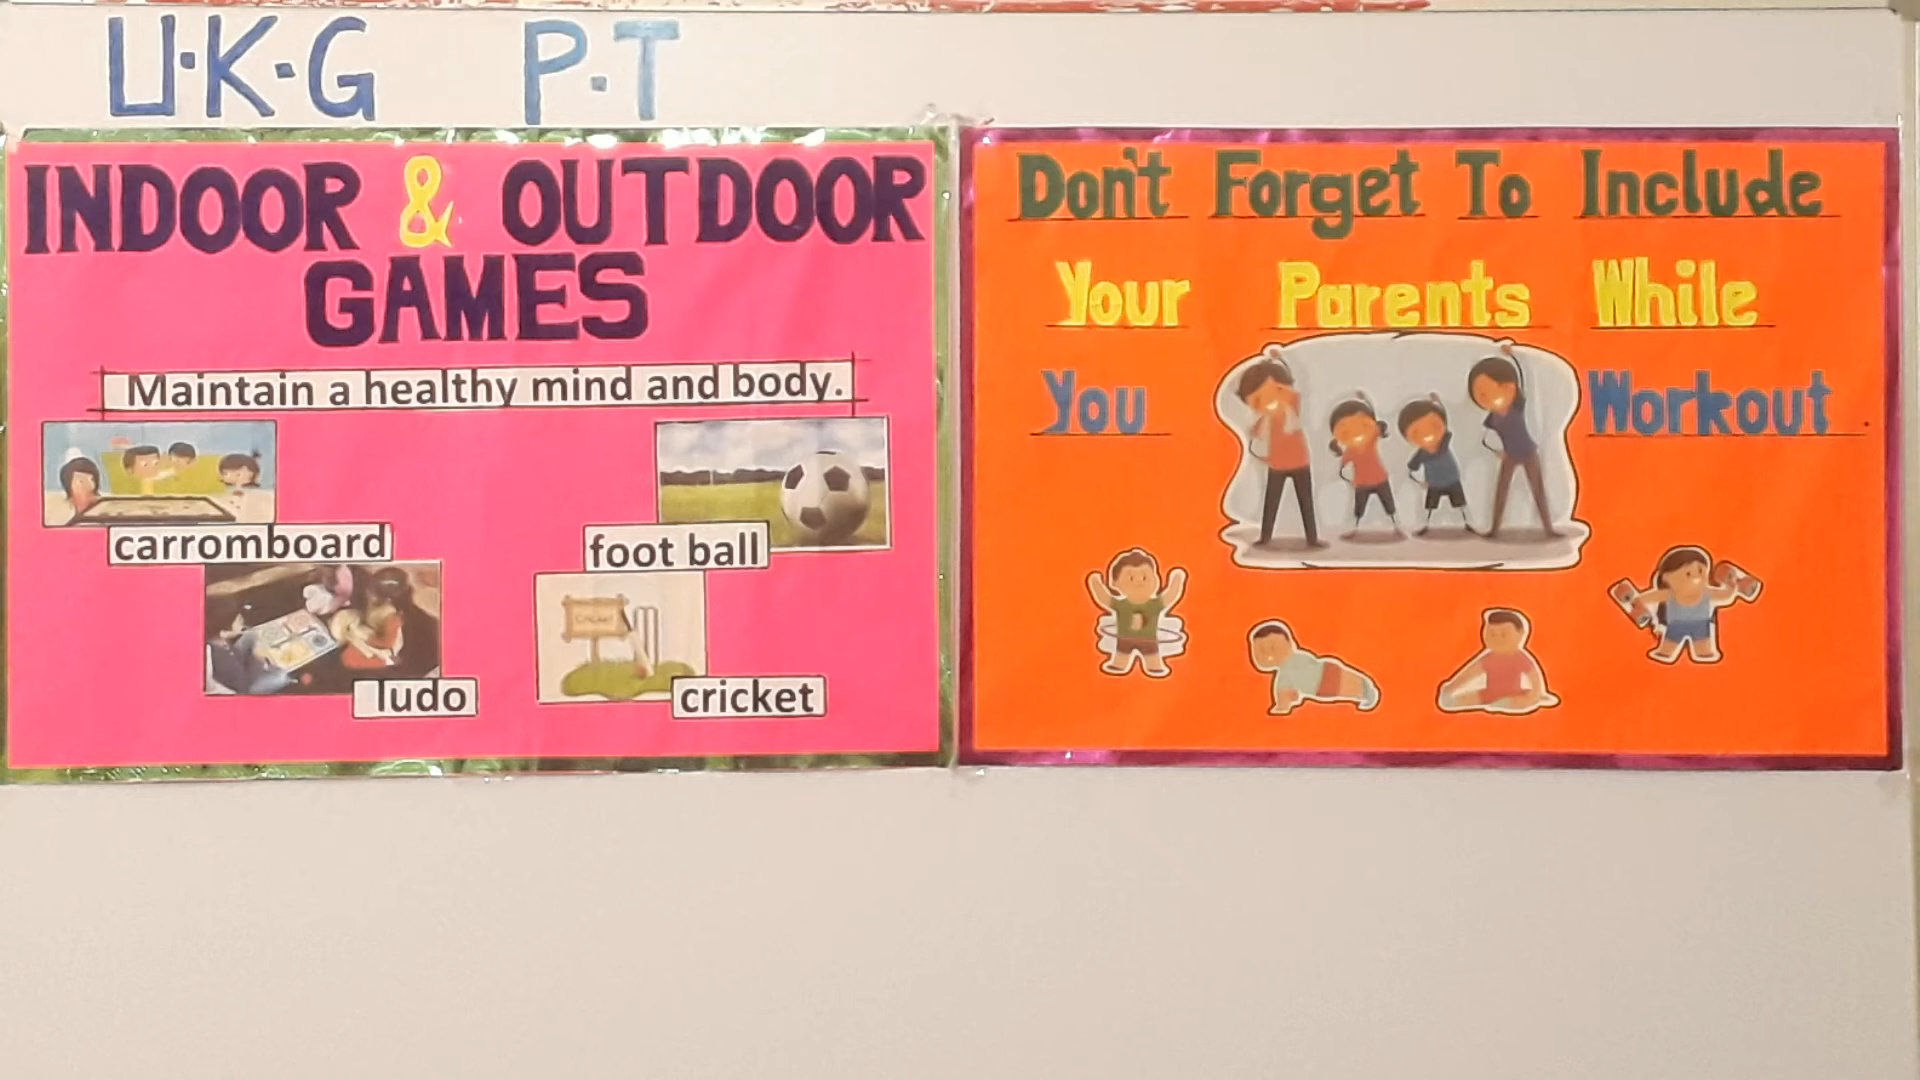 U.K.G P.T
INDOOR & OUTDOOR
GAMES
Maintain a healthy mind and body.
carromboard
foot ball
ludo
cricket
Cricket
Don't Forget To Include
Your Parents While
You Workout.